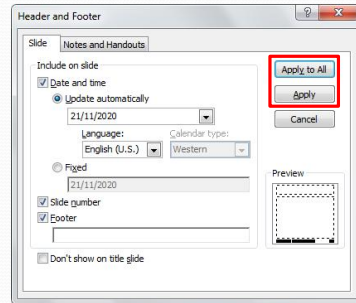 Header and Footer
Slide
Notes and Handouts
Include on slide
Date and time
Update automatically
21/11/2020
Language:
Calendar type:
English (U.S.)
Western
Fixed
21/11/2020
Slide number
Footer
Don't show on title slide
Apply to All
Apply
Cancel
Preview